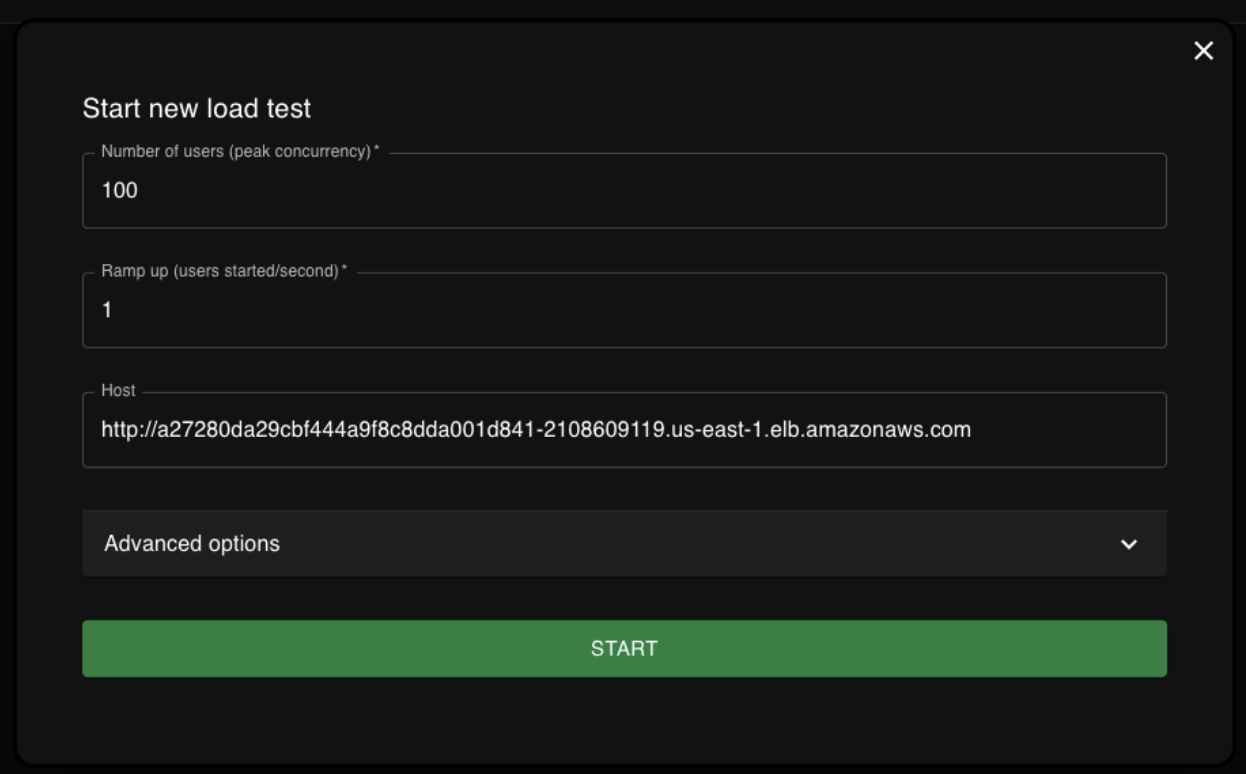 Start new load test
Number of users (peak concurrency) *
100
Ramp up (users started/second) *
1
Host
http://a27280da29cbf444a9f8c8dda001d841-2108609119.us-east-1.elb.amazonaws.com
Advanced options
START